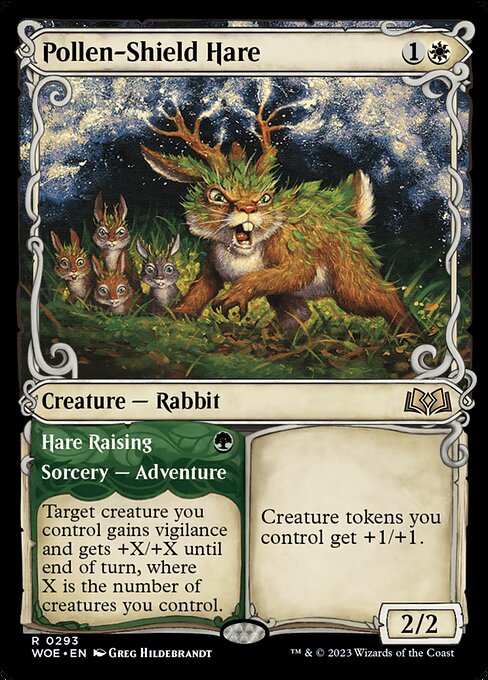 Pollen-Shield Hare 1
Creature — Rabbit
Hare Raising
Sorcery — Adventure
Target creature you
control gains vigilance
and gets +X/+X until
end of turn, where
X is the number of
creatures you control.
Creature tokens you
control get +1/+1.
2/2
R 0293
WOE • EN Greg Hildebrandt
™ & © 2023 Wizards of the Coast